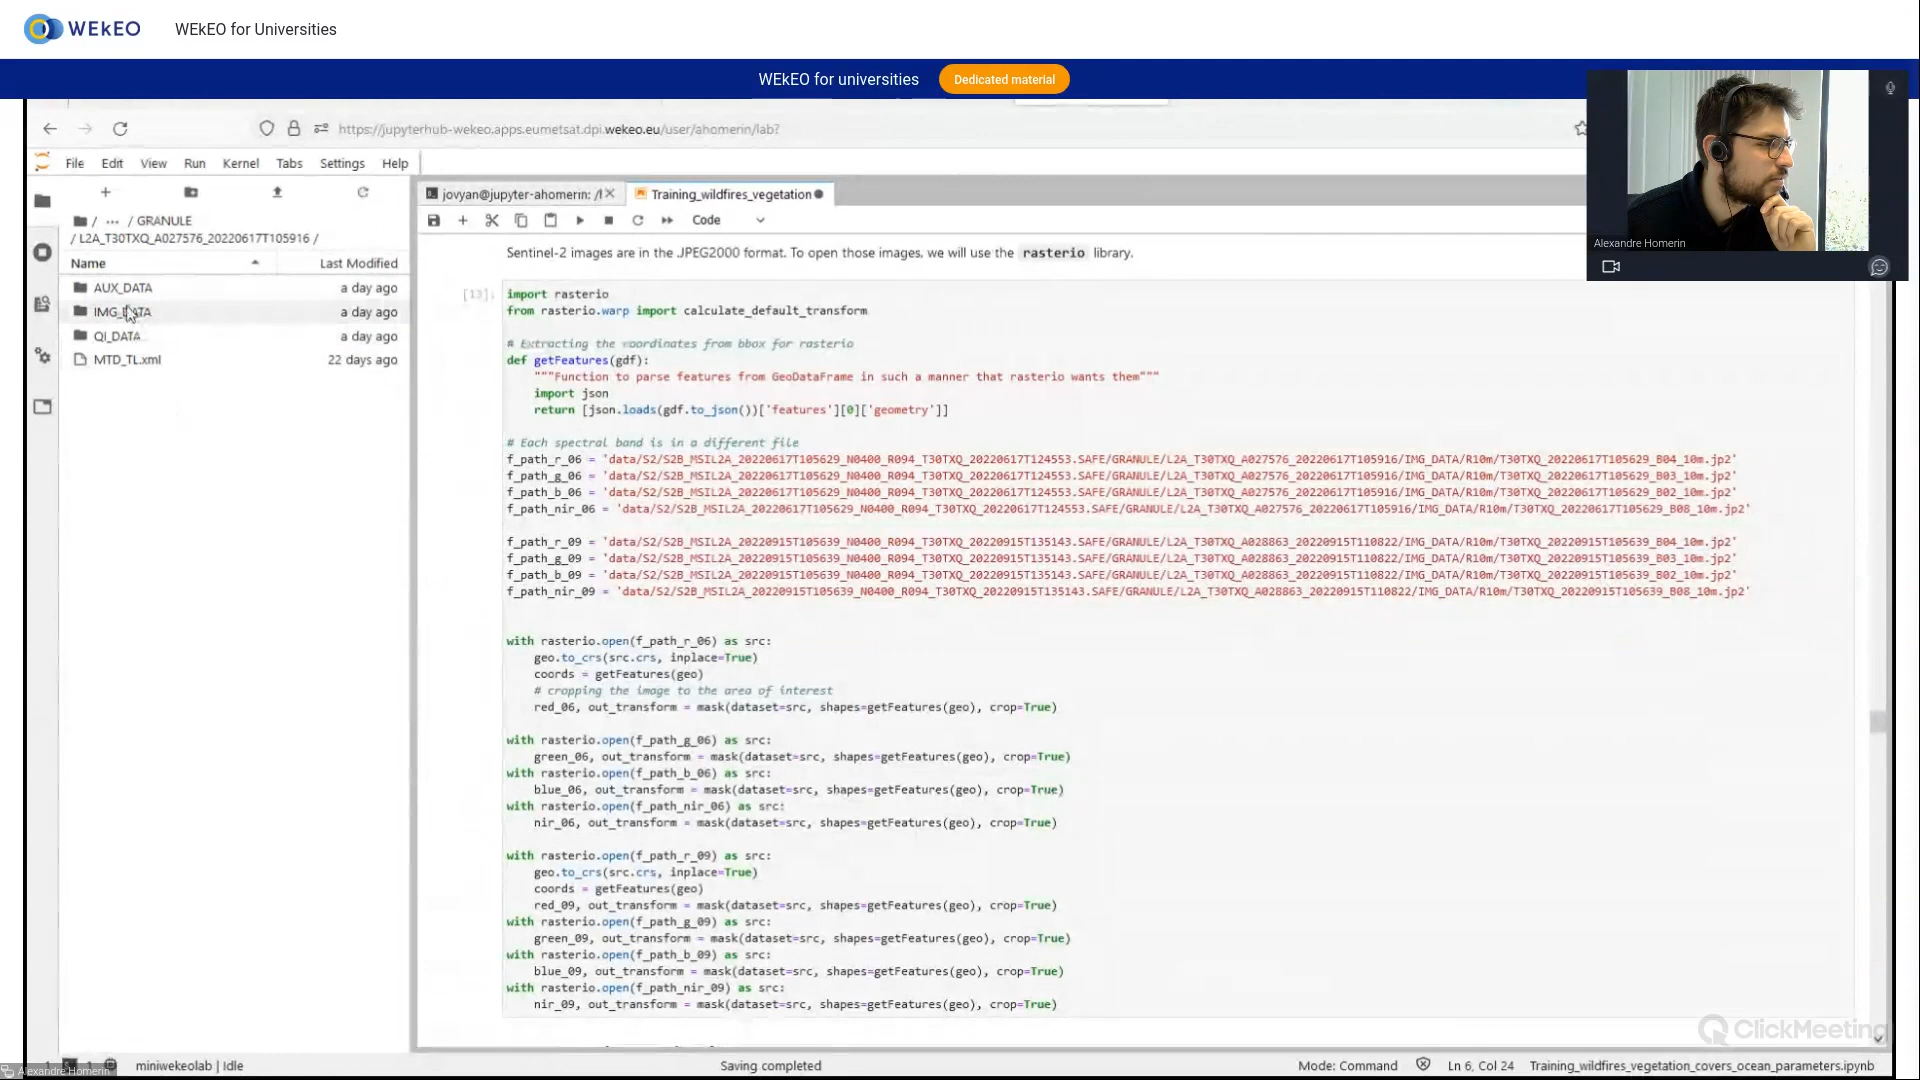 WEkEO
WEkEO for Universities
WEkEO for universities
Dedicated material
https://jupyterhub-wekeo.apps.eumetsat.dpi.wekeo.eu/user/ahomerin/lab?
File Edit View Run Kernel Tabs Settings Help
/ ... / GRANULE
/ L2A_T30TXQ_A027576_20220617T105916 /
Name Last Modified
AUX_DATA a day ago
IMG_DATA a day ago
QI_DATA a day ago
MTD_TL.xml 22 days ago
jovyan@jupyter-ahomerin: /
Training_wildfires_vegetation
Code
Alexandre Homerin
Sentinel-2 images are in the JPEG2000 format. To open those images, we will use the rasterio library.
[13]: import rasterio
from rasterio.warp import calculate_default_transform
# Extracting the coordinates from bbox for rasterio
def getFeatures(gdf):
"""Function to parse features from GeoDataFrame in such a manner that rasterio wants them"""
import json
return [json.loads(gdf.to_json())['features'][0]['geometry']]
# Each spectral band is in a different file
f_path_r_06 = 'data/S2/S2B_MSIL2A_20220617T105629_N0400_R094_T30TXQ_20220617T124553.SAFE/GRANULE/L2A_T30TXQ_A027576_20220617T105916/IMG_DATA/R10m/T30TXQ_20220617T105629_B04_10m.jp2'
f_path_g_06 = 'data/S2/S2B_MSIL2A_20220617T105629_N0400_R094_T30TXQ_20220617T124553.SAFE/GRANULE/L2A_T30TXQ_A027576_20220617T105916/IMG_DATA/R10m/T30TXQ_20220617T105629_B03_10m.jp2'
f_path_b_06 = 'data/S2/S2B_MSIL2A_20220617T105629_N0400_R094_T30TXQ_20220617T124553.SAFE/GRANULE/L2A_T30TXQ_A027576_20220617T105916/IMG_DATA/R10m/T30TXQ_20220617T105629_B02_10m.jp2'
f_path_nir_06 = 'data/S2/S2B_MSIL2A_20220617T105629_N0400_R094_T30TXQ_20220617T124553.SAFE/GRANULE/L2A_T30TXQ_A027576_20220617T105916/IMG_DATA/R10m/T30TXQ_20220617T105629_B08_10m.jp2'
f_path_r_09 = 'data/S2/S2B_MSIL2A_20220915T105639_N0400_R094_T30TXQ_20220915T135143.SAFE/GRANULE/L2A_T30TXQ_A028863_20220915T110822/IMG_DATA/R10m/T30TXQ_20220915T105639_B04_10m.jp2'
f_path_g_09 = 'data/S2/S2B_MSIL2A_20220915T105639_N0400_R094_T30TXQ_20220915T135143.SAFE/GRANULE/L2A_T30TXQ_A028863_20220915T110822/IMG_DATA/R10m/T30TXQ_20220915T105639_B03_10m.jp2'
f_path_b_09 = 'data/S2/S2B_MSIL2A_20220915T105639_N0400_R094_T30TXQ_20220915T135143.SAFE/GRANULE/L2A_T30TXQ_A028863_20220915T110822/IMG_DATA/R10m/T30TXQ_20220915T105639_B02_10m.jp2'
f_path_nir_09 = 'data/S2/S2B_MSIL2A_20220915T105639_N0400_R094_T30TXQ_20220915T135143.SAFE/GRANULE/L2A_T30TXQ_A028863_20220915T110822/IMG_DATA/R10m/T30TXQ_20220915T105639_B08_10m.jp2'
with rasterio.open(f_path_r_06) as src:
geo.to_crs(src.crs, inplace=True)
coords = getFeatures(geo)
# cropping the image to the area of interest
red_06, out_transform = mask(dataset=src, shapes=getFeatures(geo), crop=True)
with rasterio.open(f_path_g_06) as src:
green_06, out_transform = mask(dataset=src, shapes=getFeatures(geo), crop=True)
with rasterio.open(f_path_b_06) as src:
blue_06, out_transform = mask(dataset=src, shapes=getFeatures(geo), crop=True)
with rasterio.open(f_path_nir_06) as src:
nir_06, out_transform = mask(dataset=src, shapes=getFeatures(geo), crop=True)
with rasterio.open(f_path_r_09) as src:
geo.to_crs(src.crs, inplace=True)
coords = getFeatures(geo)
red_09, out_transform = mask(dataset=src, shapes=getFeatures(geo), crop=True)
with rasterio.open(f_path_g_09) as src:
green_09, out_transform = mask(dataset=src, shapes=getFeatures(geo), crop=True)
with rasterio.open(f_path_b_09) as src:
blue_09, out_transform = mask(dataset=src, shapes=getFeatures(geo), crop=True)
with rasterio.open(f_path_nir_09) as src:
nir_09, out_transform = mask(dataset=src, shapes=getFeatures(geo), crop=True)
ClickMeeting
miniwekeolab | Idle Saving completed Mode: Command Ln 6, Col 24 Training_wildfires_vegetation_covers_ocean_parameters.ipynb
Alexandre Homerin